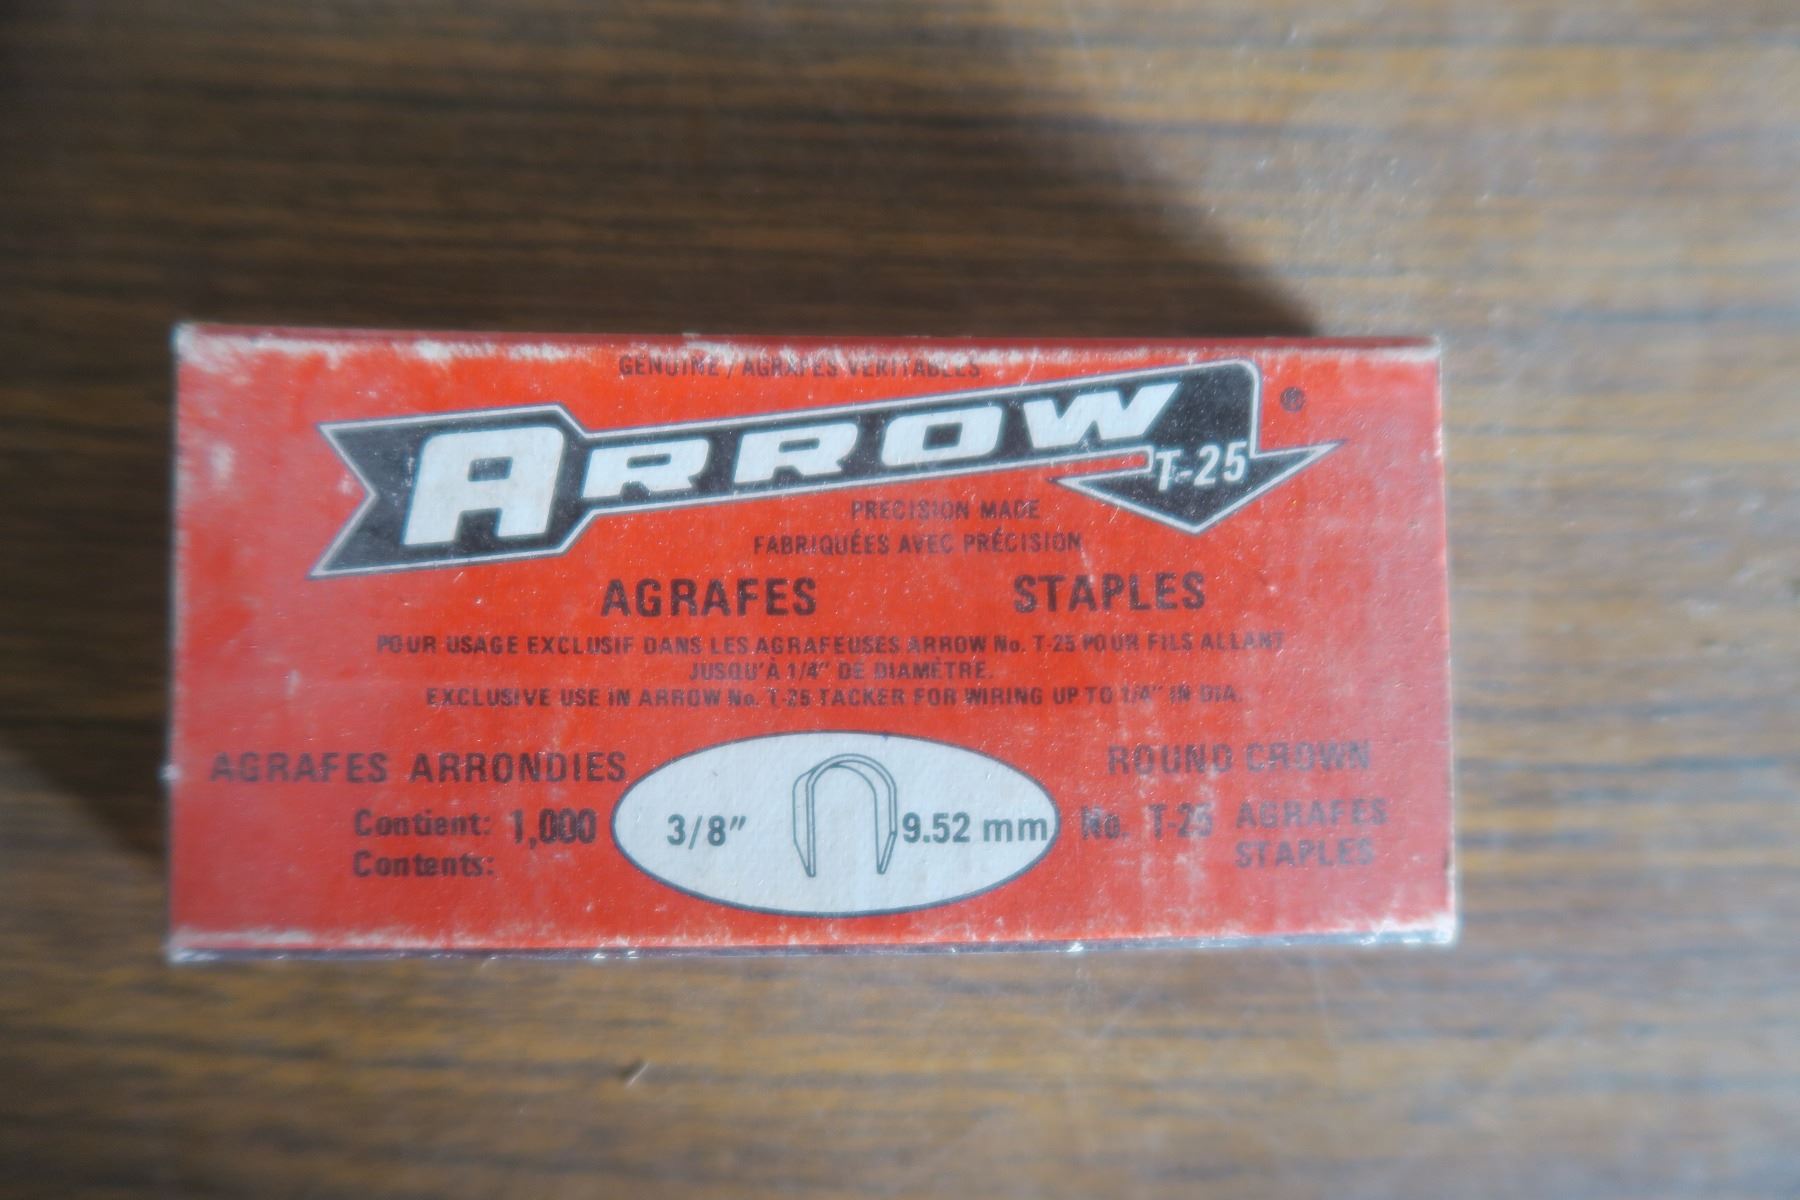 GENUINE / AGRAFES VÉRITABLES
ARROW ®
T-25
PRECISION MADE
FABRIQUÉES AVEC PRÉCISION
AGRAFES STAPLES
POUR USAGE EXCLUSIF DANS LES AGRAFEUSES ARROW No. T-25 POUR FILS ALLANT
JUSQU'À 1/4" DE DIAMÉTRE.
EXCLUSIVE USE IN ARROW No. T-25 TACKER FOR WIRING UP TO 1/4" IN DIA.
AGRAFES ARRONDIES
Contient: 1,000
Contents:
3/8" 9.52 mm
ROUND CROWN
No. T-25 AGRAFES
STAPLES